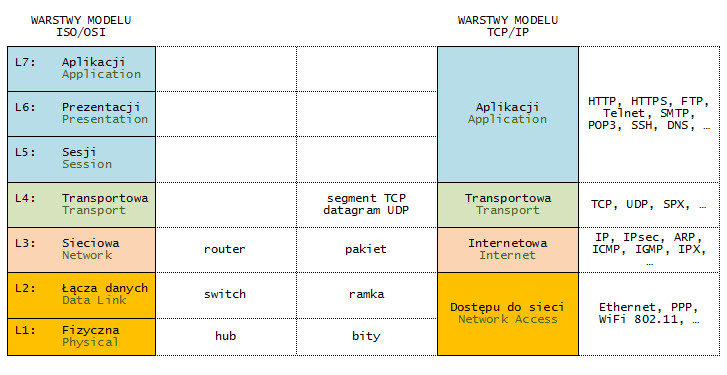 WARSTWY MODELU
ISO/OSI
WARSTWY MODELU
TCP/IP
L7: Aplikacji
Application
L6: Prezentacji
Presentation
L5: Sesji
Session
Aplikacji
Application
HTTP, HTTPS, FTP,
Telnet, SMTP,
POP3, SSH, DNS, …
L4: Transportowa
Transport
segment TCP
datagram UDP
Transportowa
Transport
TCP, UDP, SPX, …
L3: Sieciowa
Network
router
pakiet
Internetowa
Internet
IP, IPsec, ARP,
ICMP, IGMP, IPX,
…
L2: Łącza danych
Data Link
switch
ramka
L1: Fizyczna
Physical
hub
bity
Dostępu do sieci
Network Access
Ethernet, PPP,
WiFi 802.11, …